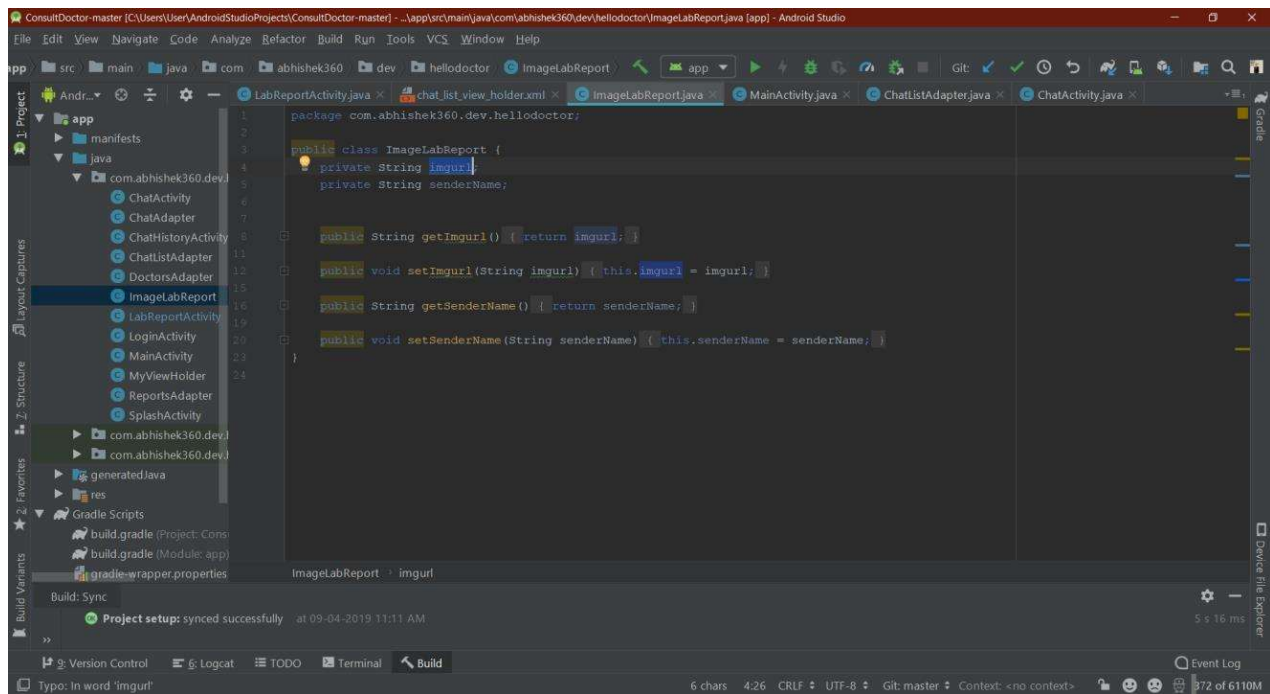 ConsultDoctor-master [C:\Users\User\AndroidStudioProjects\ConsultDoctor-master] - ...\app\src\main\java\com\abhishek360\dev\hellodoctor\ImageLabReport.java [app] - Android Studio
File Edit View Navigate Code Analyze Refactor Build Run Tools VCS Window Help
app src main java com abhishek360 dev hellodoctor ImageLabReport app Git:
Andr... LabReportActivity.java chat_list_view_holder.xml ImageLabReport.java MainActivity.java ChatListAdapter.java ChatActivity.java
1: Project
Layout Captures
7: Structure
2: Favorites
Build Variants
Gradle
Device File Explorer
app
manifests
java
com.abhishek360.dev.
ChatActivity
ChatAdapter
ChatHistoryActivity
ChatListAdapter
DoctorsAdapter
ImageLabReport
LabReportActivity
LoginActivity
MainActivity
MyViewHolder
ReportsAdapter
SplashActivity
com.abhishek360.dev.
com.abhishek360.dev.
generatedJava
res
Gradle Scripts
build.gradle (Project: Cons
build.gradle (Module: app)
gradle-wrapper.properties
1 package com.abhishek360.dev.hellodoctor;
2
3 public class ImageLabReport {
4 private String imgurl;
5 private String senderName;
6
7
8 public String getImgurl() { return imgurl; }
11
12 public void setImgurl(String imgurl) { this.imgurl = imgurl; }
15
16 public String getSenderName() { return senderName; }
19
20 public void setSenderName(String senderName) { this.senderName = senderName; }
23 }
24
ImageLabReport imgurl
Build: Sync
Project setup: synced successfully at 09-04-2019 11:11 AM
5 s 16 ms
9: Version Control 6: Logcat TODO Terminal Build Event Log
Typo: In word 'imgurl' 6 chars 4:26 CRLF UTF-8 Git: master Context: <no context> 372 of 6110M